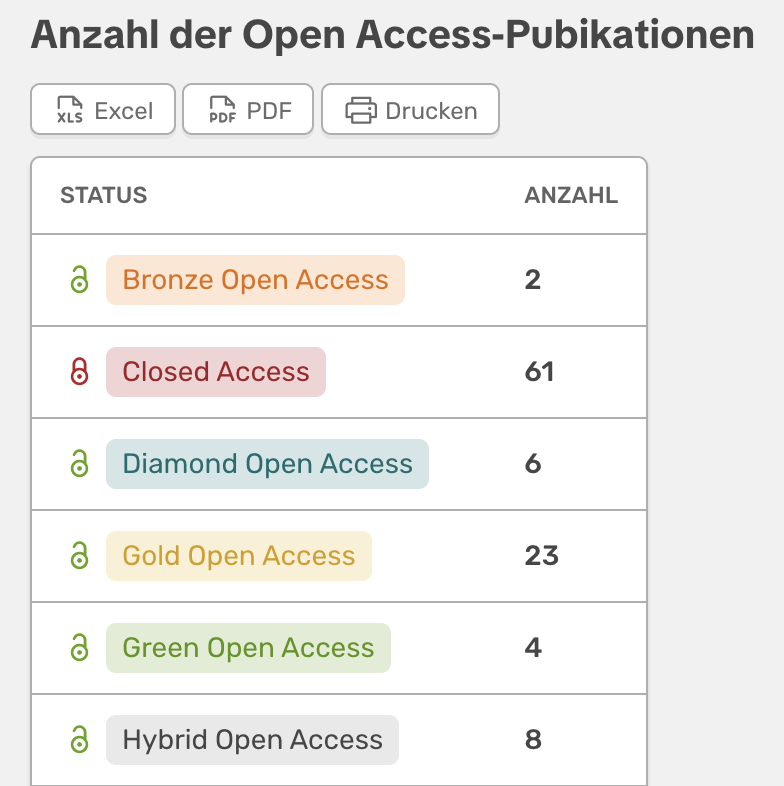 Anzahl der Open Access-Pubikationen
XLS Excel PDF PDF Drucken
STATUS ANZAHL
Bronze Open Access 2
Closed Access 61
Diamond Open Access 6
Gold Open Access 23
Green Open Access 4
Hybrid Open Access 8